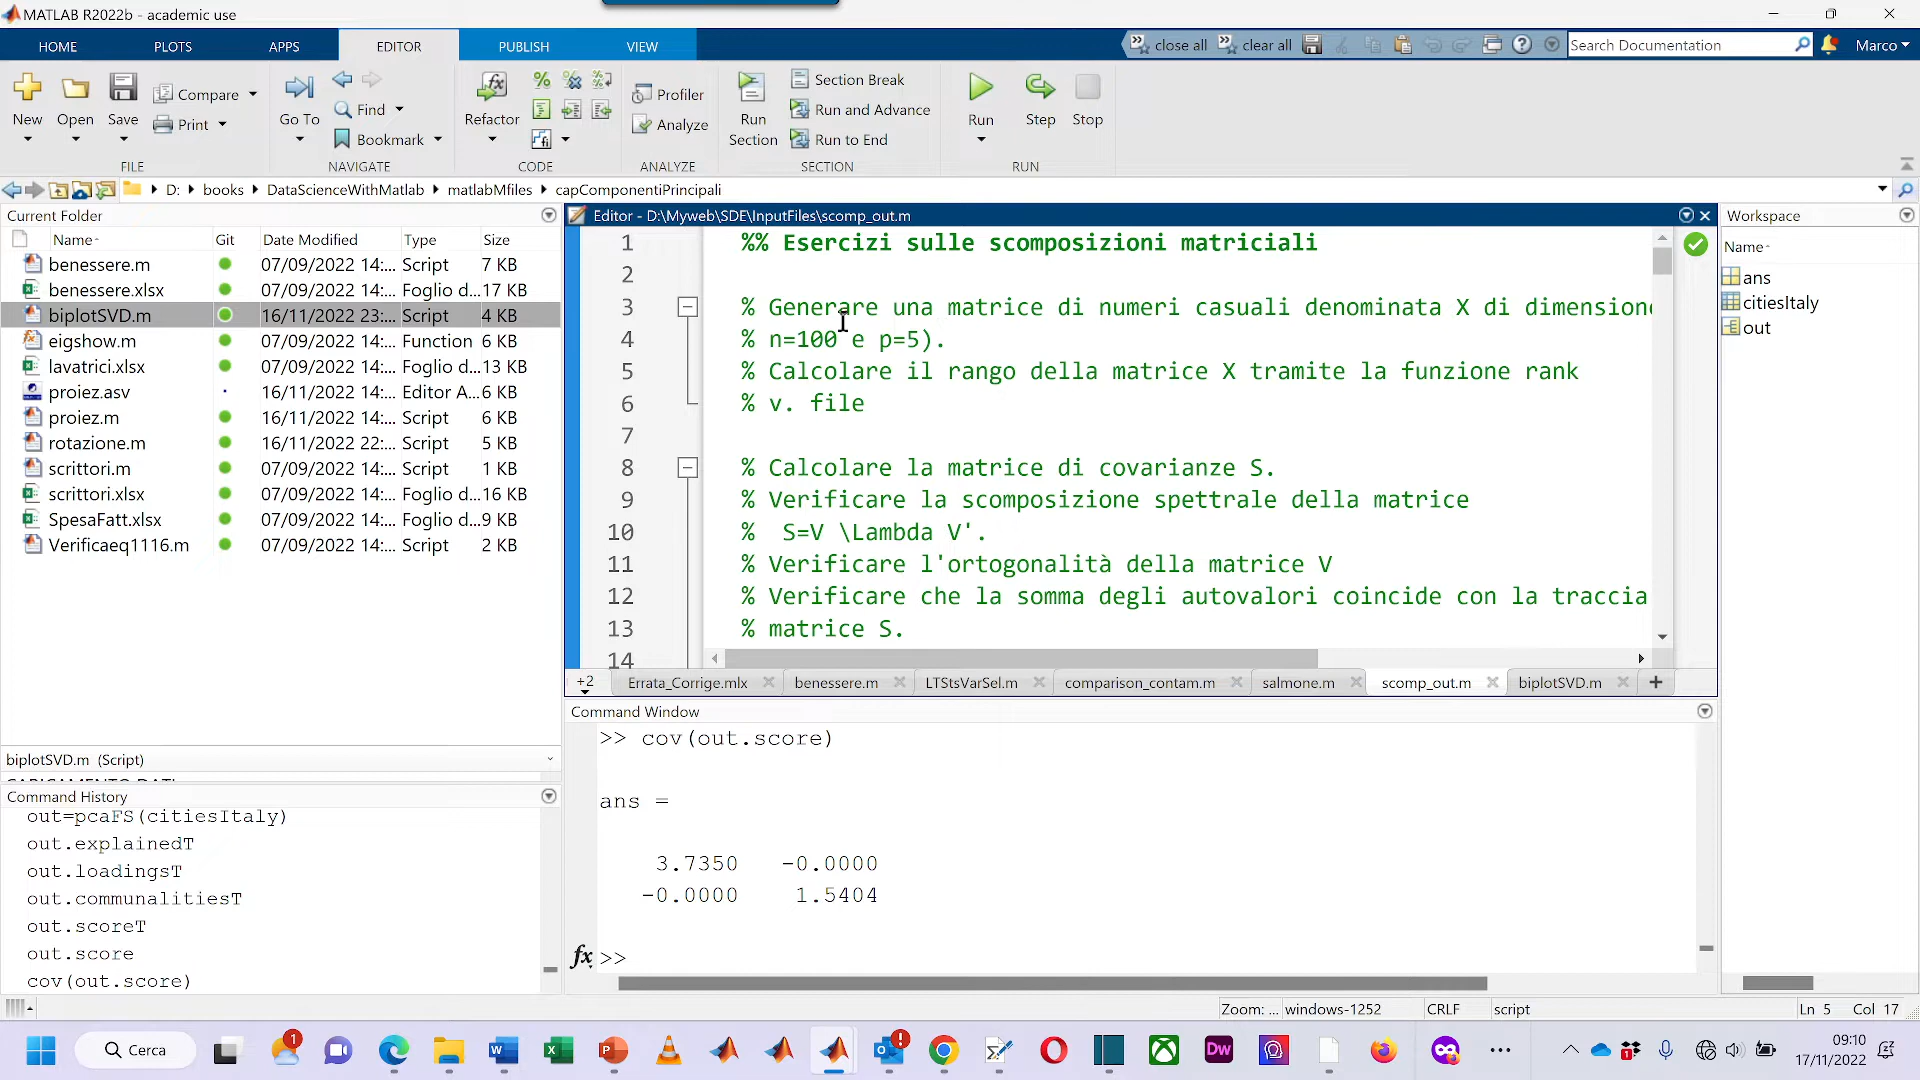 MATLAB R2022b - academic use
HOME PLOTS APPS EDITOR PUBLISH VIEW
close all clear all Search Documentation Marco
New Open Save Compare Print
Go To Find Bookmark
Refactor
Profiler Analyze
Run Section Section Break Run and Advance Run to End
Run Step Stop
FILE NAVIGATE CODE ANALYZE SECTION RUN
D: books DataScienceWithMatlab matlabMfiles capComponentiPrincipali
Current Folder
Name Git Date Modified Type Size
benessere.m 07/09/2022 14:... Script 7 KB
benessere.xlsx 07/09/2022 14:... Foglio d... 17 KB
biplotSVD.m 16/11/2022 23:... Script 4 KB
eigshow.m 07/09/2022 14:... Function 6 KB
lavatrici.xlsx 07/09/2022 14:... Foglio d... 13 KB
proiez.asv 16/11/2022 14:... Editor A... 6 KB
proiez.m 16/11/2022 14:... Script 6 KB
rotazione.m 16/11/2022 22:... Script 5 KB
scrittori.m 07/09/2022 14:... Script 1 KB
scrittori.xlsx 07/09/2022 14:... Foglio d... 16 KB
SpesaFatt.xlsx 07/09/2022 14:... Foglio d... 9 KB
Verificaeq1116.m 07/09/2022 14:... Script 2 KB
biplotSVD.m (Script)
Command History
out=pcaFS(citiesItaly)
out.explainedT
out.loadingsT
out.communalitiesT
out.scoreT
out.score
cov(out.score)
Editor - D:\Myweb\SDE\InputFiles\scomp_out.m
1 %% Esercizi sulle scomposizioni matriciali
2
3 % Generare una matrice di numeri casuali denominata X di dimensione
4 % n=100 e p=5).
5 % Calcolare il rango della matrice X tramite la funzione rank
6 % v. file
7
8 % Calcolare la matrice di covarianze S.
9 % Verificare la scomposizione spettrale della matrice
10 % S=V \Lambda V'.
11 % Verificare l'ortogonalità della matrice V
12 % Verificare che la somma degli autovalori coincide con la traccia
13 % matrice S.
14
+2 Errata_Corrige.mlx benessere.m LTStsVarSel.m comparison_contam.m salmone.m scomp_out.m biplotSVD.m
Command Window
>> cov(out.score)
ans =
3.7350 -0.0000
-0.0000 1.5404
fx >>
Workspace
Name
ans
citiesItaly
out
Zoom: ... windows-1252 CRLF script Ln 5 Col 17
Cerca
09:10
17/11/2022